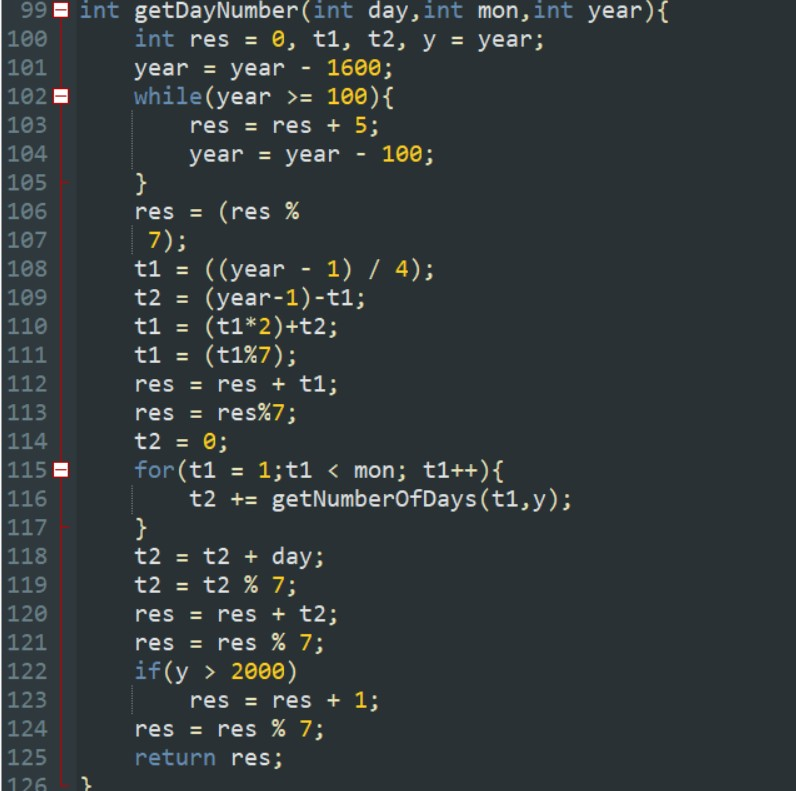 99 int getDayNumber(int day,int mon,int year){
100     int res = 0, t1, t2, y = year;
101     year = year - 1600;
102     while(year >= 100){
103         res = res + 5;
104         year = year - 100;
105     }
106     res = (res %
107      7);
108     t1 = ((year - 1) / 4);
109     t2 = (year-1)-t1;
110     t1 = (t1*2)+t2;
111     t1 = (t1%7);
112     res = res + t1;
113     res = res%7;
114     t2 = 0;
115     for(t1 = 1;t1 < mon; t1++){
116         t2 += getNumberOfDays(t1,y);
117     }
118     t2 = t2 + day;
119     t2 = t2 % 7;
120     res = res + t2;
121     res = res % 7;
122     if(y > 2000)
123         res = res + 1;
124     res = res % 7;
125     return res;
126 }